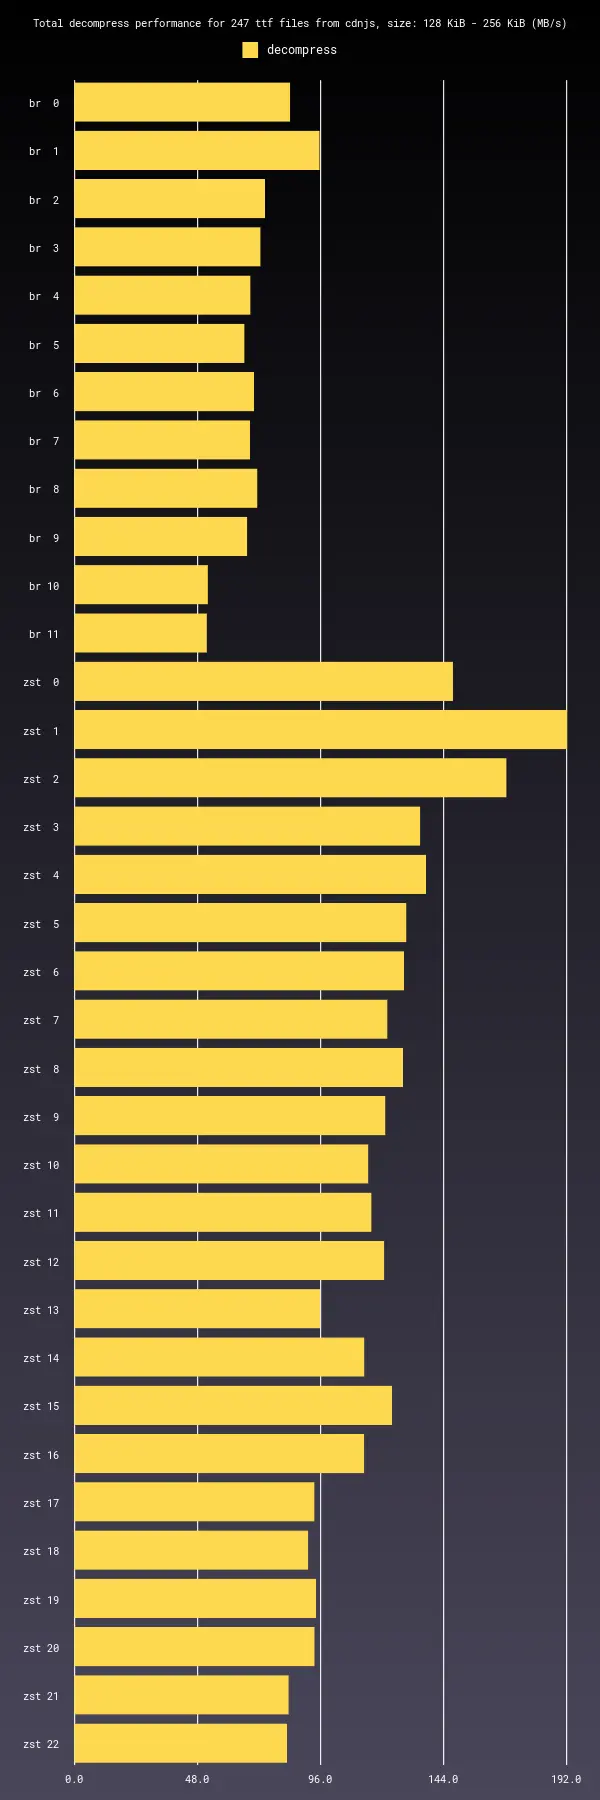 Total decompress performance for 247 ttf files from cdnjs, size: 128 KiB - 256 KiB (MB/s)
decompress
br  0
br  1
br  2
br  3
br  4
br  5
br  6
br  7
br  8
br  9
br 10
br 11
zst  0
zst  1
zst  2
zst  3
zst  4
zst  5
zst  6
zst  7
zst  8
zst  9
zst 10
zst 11
zst 12
zst 13
zst 14
zst 15
zst 16
zst 17
zst 18
zst 19
zst 20
zst 21
zst 22
0.0 48.0 96.0 144.0 192.0